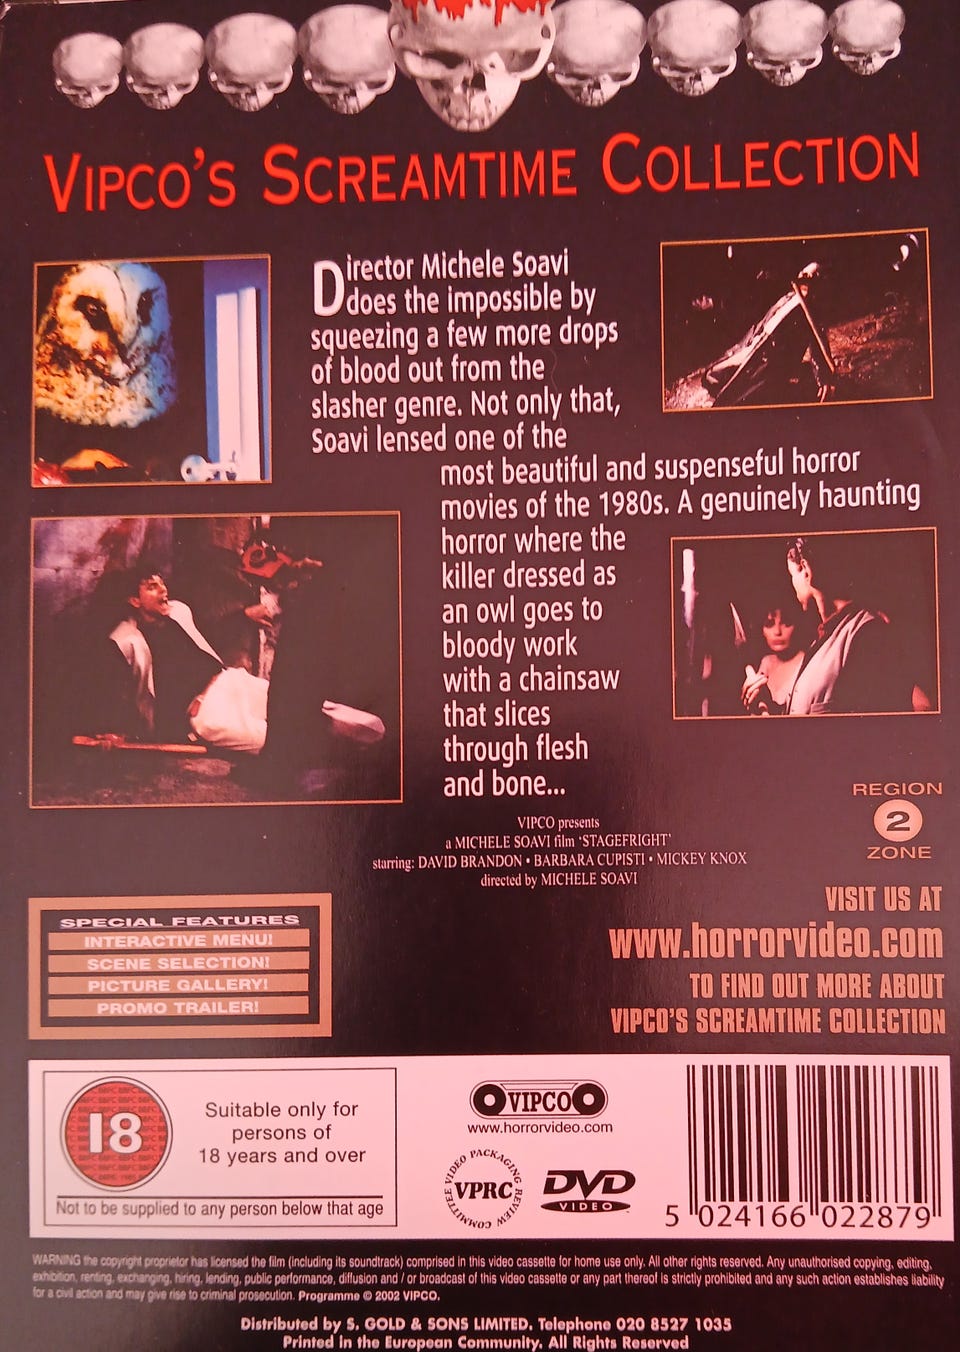 VIPCO'S SCREAMTIME COLLECTION
Director Michele Soavi
does the impossible by
squeezing a few more drops
of blood out from the
slasher genre. Not only that,
Soavi lensed one of the
most beautiful and suspenseful horror
movies of the 1980s. A genuinely haunting
horror where the
killer dressed as
an owl goes to
bloody work
with a chainsaw
that slices
through flesh
and bone...
VIPCO presents
a MICHELE SOAVI film 'STAGEFRIGHT'
starring: DAVID BRANDON • BARBARA CUPISTI • MICKEY KNOX
directed by MICHELE SOAVI
REGION
2
ZONE
SPECIAL FEATURES
INTERACTIVE MENU!
SCENE SELECTION!
PICTURE GALLERY!
PROMO TRAILER!
VISIT US AT
www.horrorvideo.com
TO FIND OUT MORE ABOUT
VIPCO'S SCREAMTIME COLLECTION
18
Suitable only for
persons of
18 years and over
Not to be supplied to any person below that age
VIPCO
www.horrorvideo.com
VIDEO PACKAGING REVIEW COMMITTEE
VPRC
DVD
VIDEO
5 024166 022879
WARNING the copyright proprietor has licensed the film (including its soundtrack) comprised in this video cassette for home use only. All other rights reserved. Any unauthorised copying, editing,
exhibition, renting, exchanging, hiring, lending, public performance, diffusion and / or broadcast of this video cassette or any part thereof is strictly prohibited and any such action establishes liability
for a civil action and may give rise to criminal prosecution. Programme © 2002 VIPCO.
Distributed by S. GOLD & SONS LIMITED. Telephone 020 8527 1035
Printed in the European Community. All Rights Reserved